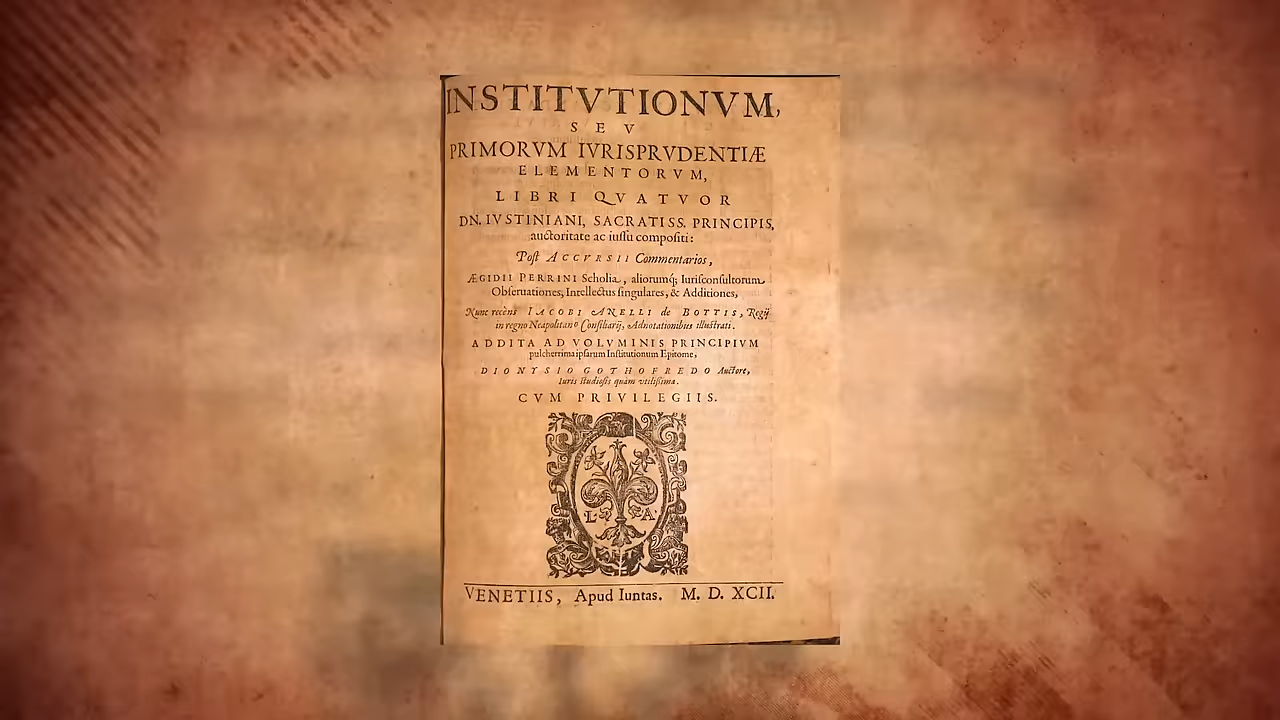 INSTITVTIONVM,
SEV
PRIMORVM IVRISPRVDENTIÆ
ELEMENTORVM,
LIBRI QVATVOR
DN. IVSTINIANI, SACRATISS. PRINCIPIS,
auctoritate ac iussu compositi:
Post ACCVRSII Commentarios,
ÆGIDII PERRINI Scholia, aliorumq; Iurisconsultorum
Obseruationes, Intellectus singulares, & Additiones,
Nunc recèns IACOBI ANELLI de BOTTIS, Regij
in regno Neapolitano Consiliarij, Adnotationibus illustrati.
ADDITA AD VOLVMINIS PRINCIPIVM
pulcherrima ipsarum Institutionum Epitome,
DIONYSIO GOTHOFREDO Auctore,
Iuris studiosis quàm vtilissima.
CVM PRIVILEGIIS.
L. A.
VENETIIS, Apud Iuntas. M. D. XCII.